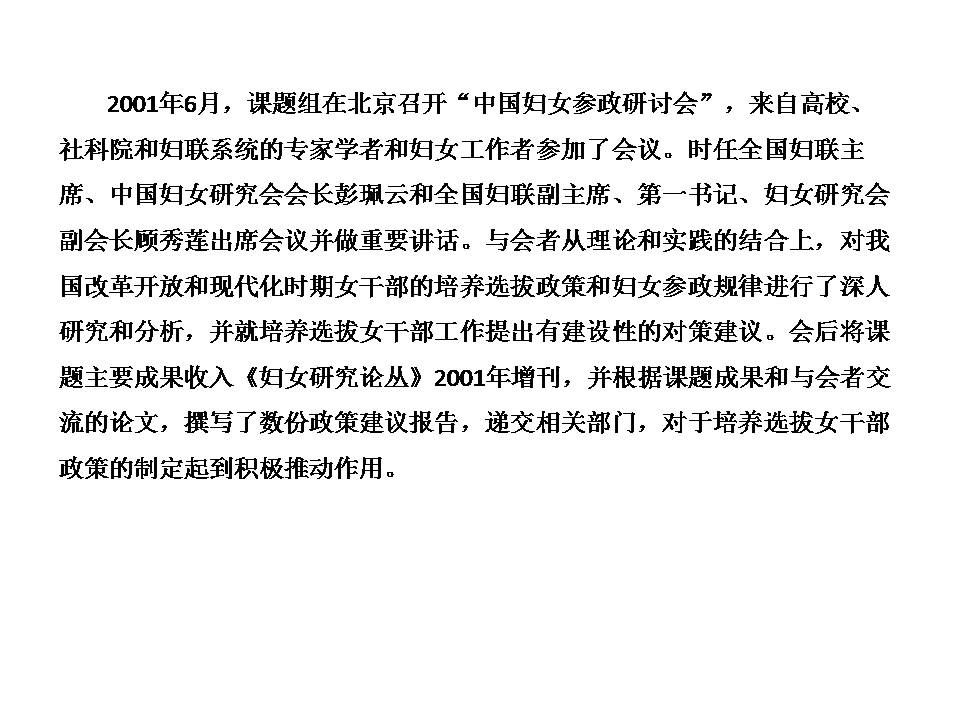 2001年6月，课题组在北京召开“中国妇女参政研讨会”，来自高校、
社科院和妇联系统的专家学者和妇女工作者参加了会议。时任全国妇联主
席、中国妇女研究会会长彭珮云和全国妇联副主席、第一书记、妇女研究会
副会长顾秀莲出席会议并做重要讲话。与会者从理论和实践的结合上，对我
国改革开放和现代化时期女干部的培养选拔政策和妇女参政规律进行了深人
研究和分析，并就培养选拔女干部工作提出有建设性的对策建议。会后将课
题主要成果收入《妇女研究论丛》2001年增刊，并根据课题成果和与会者交
流的论文，撰写了数份政策建议报告，递交相关部门，对于培养选拔女干部
政策的制定起到积极推动作用。